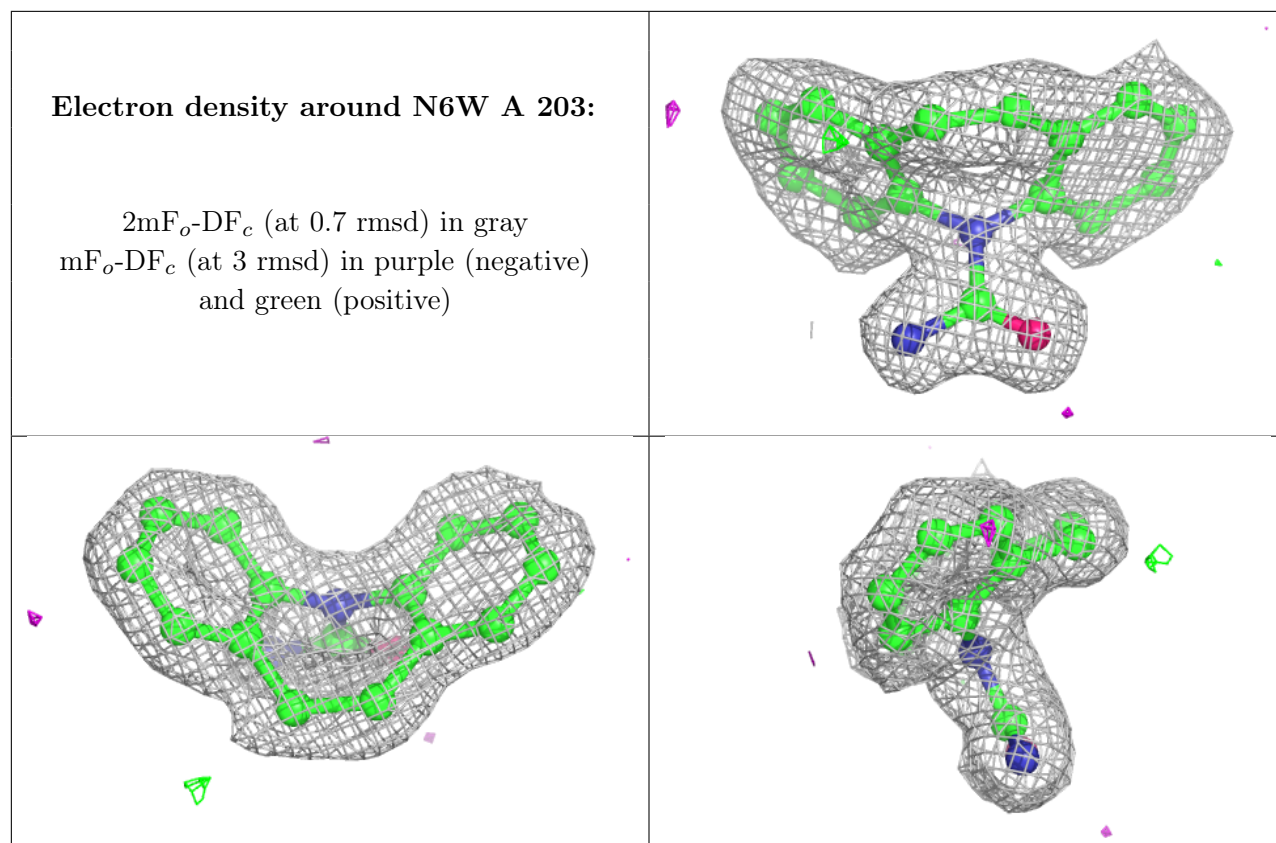 Electron density around N6W A 203:
2mFo-DFc (at 0.7 rmsd) in gray
mFo-DFc (at 3 rmsd) in purple (negative)
and green (positive)